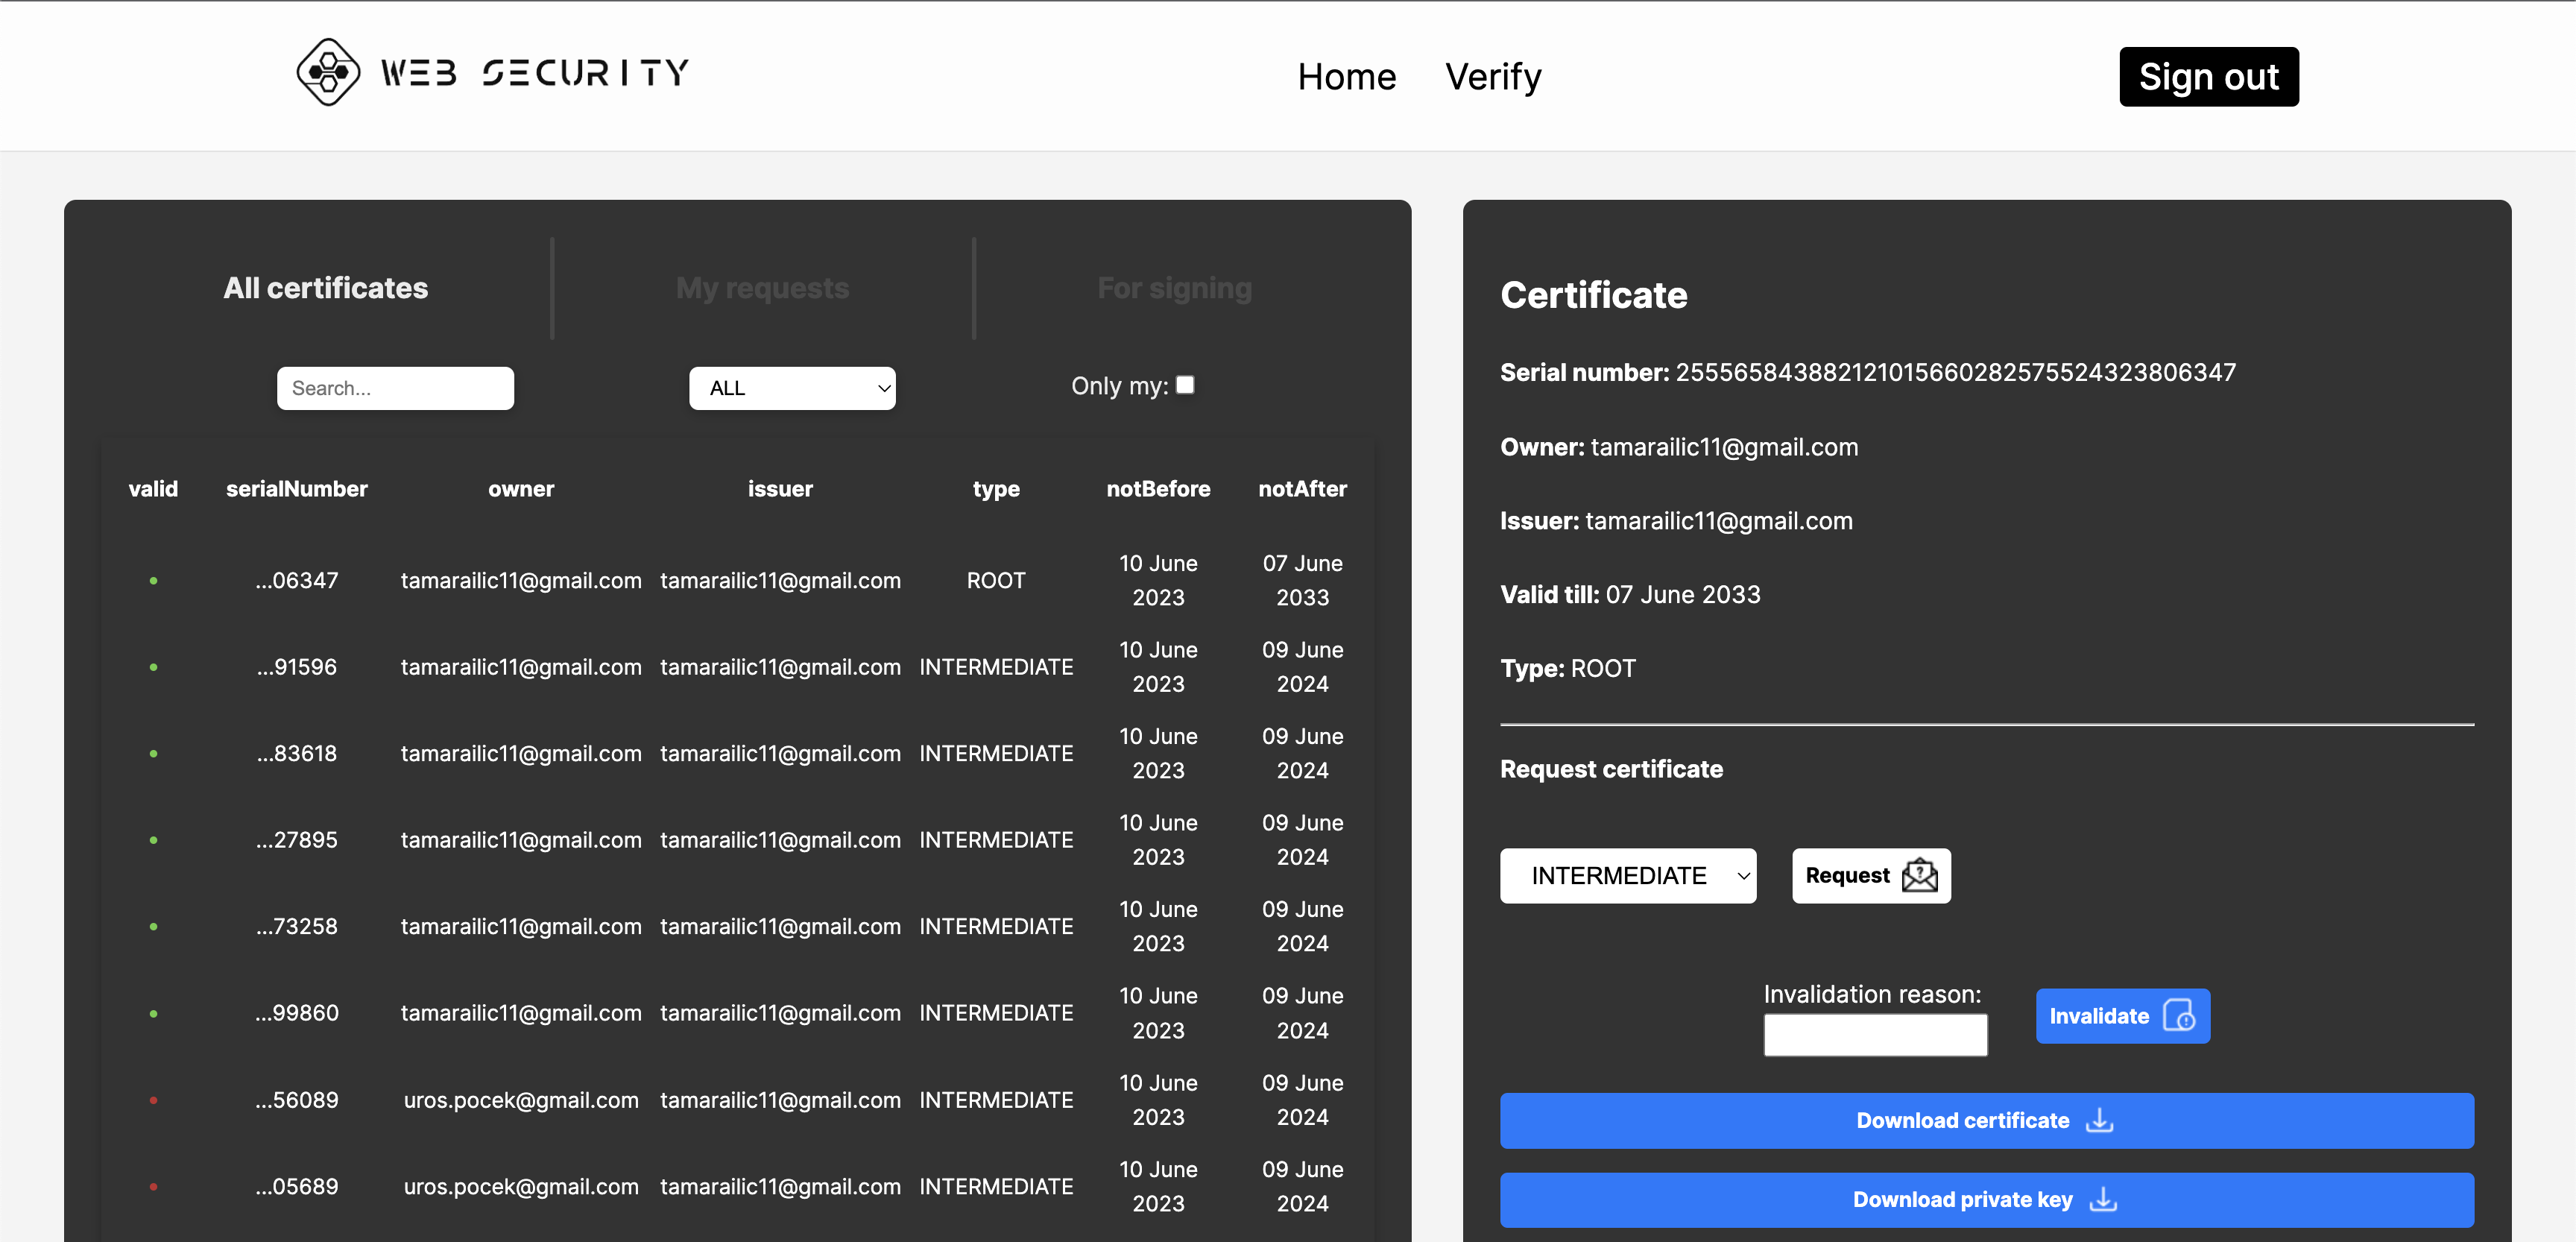 WEB SECURITY
Home Verify
Sign out
All certificates My requests For signing
Search...
ALL
Only my:
valid serialNumber owner issuer type notBefore notAfter
...06347 tamarailic11@gmail.com tamarailic11@gmail.com ROOT 10 June 2023 07 June 2033
...91596 tamarailic11@gmail.com tamarailic11@gmail.com INTERMEDIATE 10 June 2023 09 June 2024
...83618 tamarailic11@gmail.com tamarailic11@gmail.com INTERMEDIATE 10 June 2023 09 June 2024
...27895 tamarailic11@gmail.com tamarailic11@gmail.com INTERMEDIATE 10 June 2023 09 June 2024
...73258 tamarailic11@gmail.com tamarailic11@gmail.com INTERMEDIATE 10 June 2023 09 June 2024
...99860 tamarailic11@gmail.com tamarailic11@gmail.com INTERMEDIATE 10 June 2023 09 June 2024
...56089 uros.pocek@gmail.com tamarailic11@gmail.com INTERMEDIATE 10 June 2023 09 June 2024
...05689 uros.pocek@gmail.com tamarailic11@gmail.com INTERMEDIATE 10 June 2023 09 June 2024
Certificate
Serial number: 255565843882121015660282575524323806347
Owner: tamarailic11@gmail.com
Issuer: tamarailic11@gmail.com
Valid till: 07 June 2033
Type: ROOT
Request certificate
INTERMEDIATE
Request
Invalidation reason:
Invalidate
Download certificate
Download private key